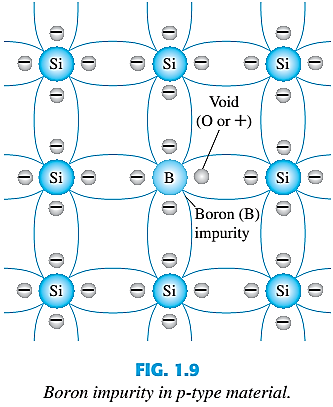 Si Si Si
Void
(O or +)
Si B Si
Boron (B)
impurity
Si Si Si
FIG. 1.9
Boron impurity in p-type material.